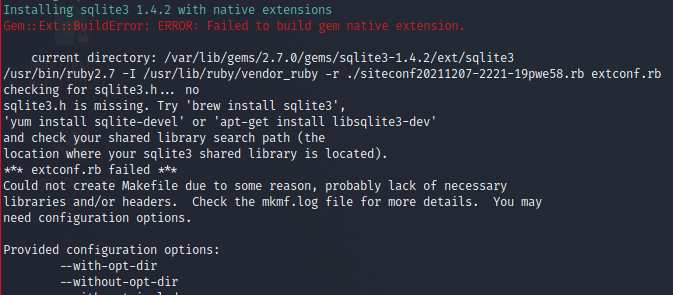 Installing sqlite3 1.4.2 with native extensions
Gem::Ext::BuildError: ERROR: Failed to build gem native extension.
current directory: /var/lib/gems/2.7.0/gems/sqlite3-1.4.2/ext/sqlite3
/usr/bin/ruby2.7 -I /usr/lib/ruby/vendor_ruby -r ./siteconf20211207-2221-19pwe58.rb extconf.rb
checking for sqlite3.h... no
sqlite3.h is missing. Try 'brew install sqlite3',
'yum install sqlite-devel' or 'apt-get install libsqlite3-dev'
and check your shared library search path (the
location where your sqlite3 shared library is located).
*** extconf.rb failed ***
Could not create Makefile due to some reason, probably lack of necessary
libraries and/or headers.  Check the mkmf.log file for more details.  You may
need configuration options.
Provided configuration options:
--with-opt-dir
--without-opt-dir